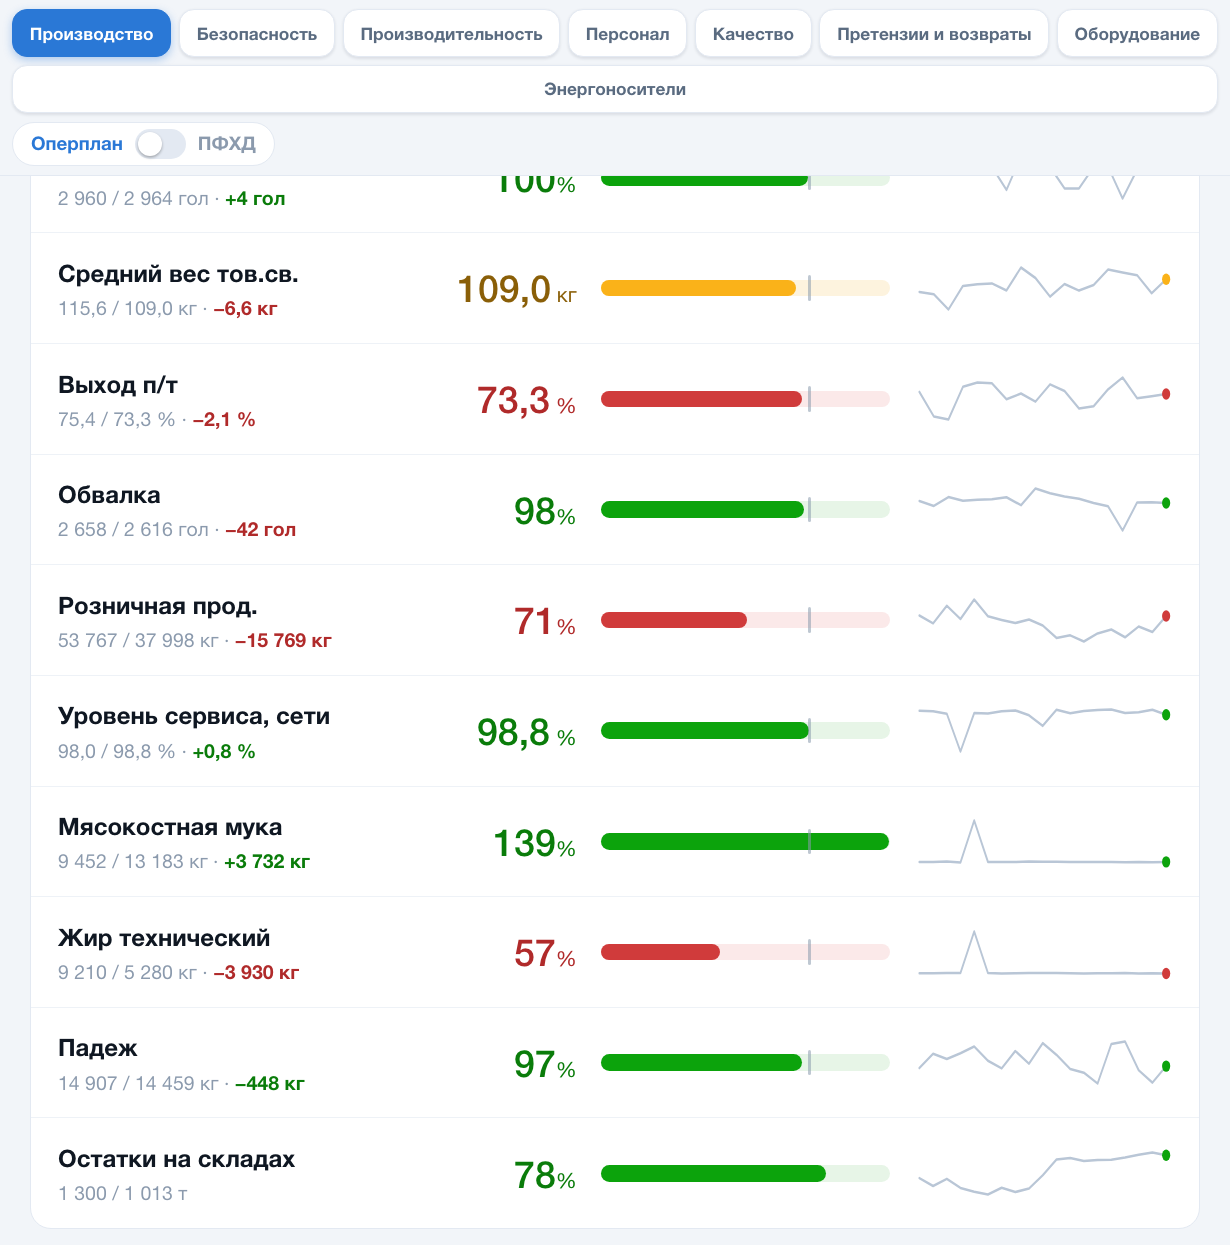 Производство
Безопасность
Производительность
Персонал
Качество
Претензии и возвраты
Оборудование
Энергоносители
Оперплан
ПФХД
100%
2 960 / 2 964 гол · +4 гол
Средний вес тов.св.
109,0 кг
115,6 / 109,0 кг · −6,6 кг
Выход п/т
73,3 %
75,4 / 73,3 % · −2,1 %
Обвалка
98%
2 658 / 2 616 гол · −42 гол
Розничная прод.
71%
53 767 / 37 998 кг · −15 769 кг
Уровень сервиса, сети
98,8 %
98,0 / 98,8 % · +0,8 %
Мясокостная мука
139%
9 452 / 13 183 кг · +3 732 кг
Жир технический
57%
9 210 / 5 280 кг · −3 930 кг
Падеж
97%
14 907 / 14 459 кг · −448 кг
Остатки на складах
78%
1 300 / 1 013 т